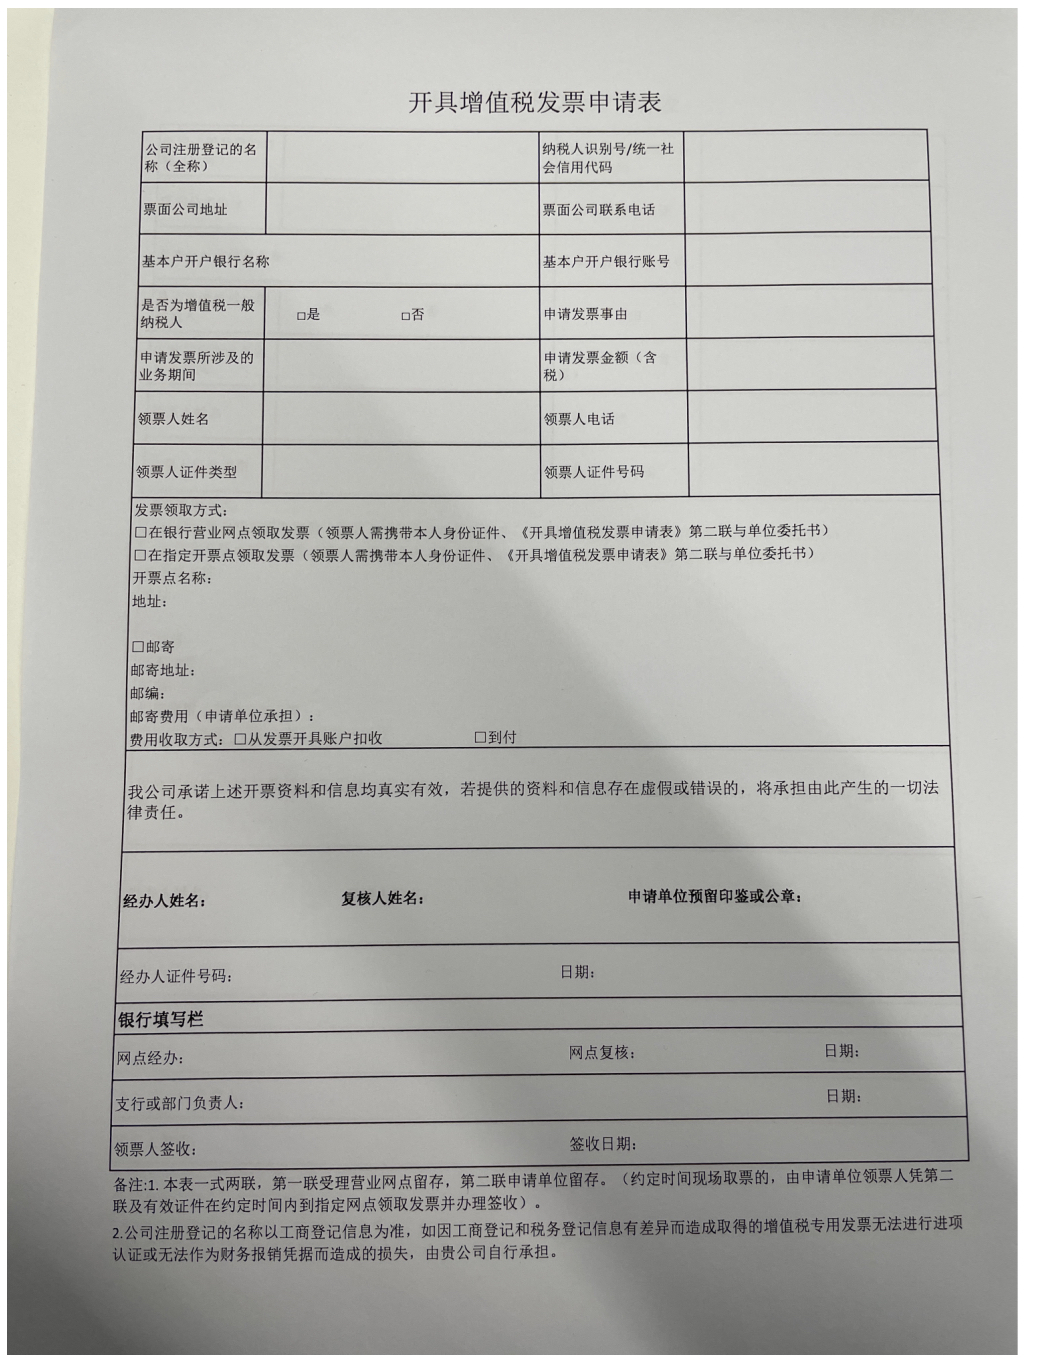 开具增值税发票申请表
公司注册登记的名
称（全称）
纳税人识别号/统一社
会信用代码
票面公司地址
票面公司联系电话
基本户开户银行名称
基本户开户银行账号
是否为增值税一般
纳税人
□是 □否
申请发票事由
申请发票所涉及的
业务期间
申请发票金额（含
税）
领票人姓名
领票人电话
领票人证件类型
领票人证件号码
发票领取方式：
□在银行营业网点领取发票（领票人需携带本人身份证件、《开具增值税发票申请表》第二联与单位委托书）
□在指定开票点领取发票（领票人需携带本人身份证件、《开具增值税发票申请表》第二联与单位委托书）
开票点名称：
地址：
□邮寄
邮寄地址：
邮编：
邮寄费用（申请单位承担）：
费用收取方式：□从发票开具账户扣收 □到付
我公司承诺上述开票资料和信息均真实有效，若提供的资料和信息存在虚假或错误的，将承担由此产生的一切法
律责任。
经办人姓名： 复核人姓名： 申请单位预留印鉴或公章：
经办人证件号码： 日期：
银行填写栏
网点经办： 网点复核： 日期：
支行或部门负责人： 日期：
领票人签收： 签收日期：
备注:1. 本表一式两联，第一联受理营业网点留存，第二联申请单位留存。（约定时间现场取票的，由申请单位领票人凭第二
联及有效证件在约定时间内到指定网点领取发票并办理签收）。
2.公司注册登记的名称以工商登记信息为准，如因工商登记和税务登记信息有差异而造成取得的增值税专用发票无法进行进项
认证或无法作为财务报销凭据而造成的损失，由贵公司自行承担。